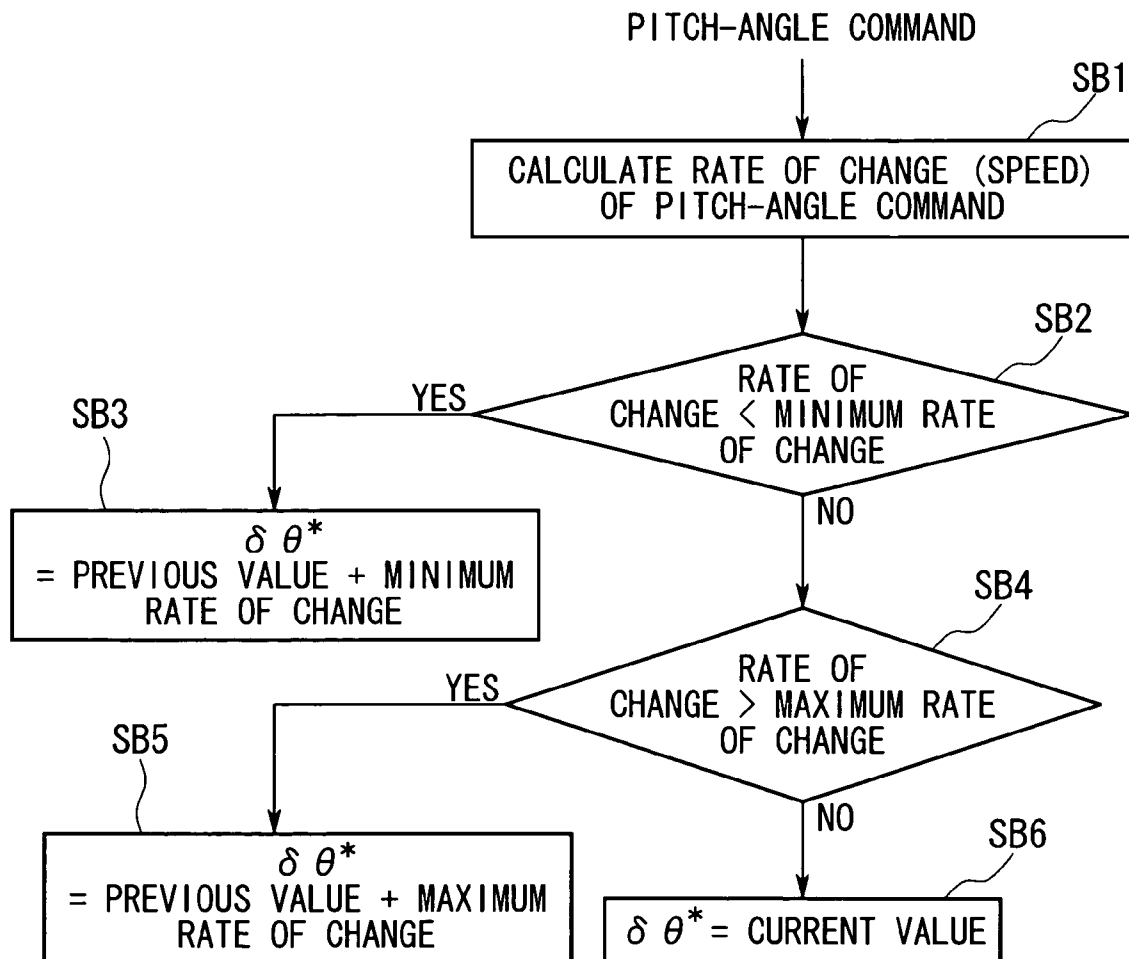 PITCH-ANGLE COMMAND
SB1
CALCULATE RATE OF CHANGE (SPEED)
OF PITCH-ANGLE COMMAND
SB2
RATE OF
CHANGE < MINIMUM RATE
OF CHANGE
YES
SB3
NO
δ θ*
= PREVIOUS VALUE + MINIMUM
RATE OF CHANGE
SB4
RATE OF
CHANGE > MAXIMUM RATE
OF CHANGE
YES
SB5
NO
δ θ*
= PREVIOUS VALUE + MAXIMUM
RATE OF CHANGE
SB6
δ θ* = CURRENT VALUE